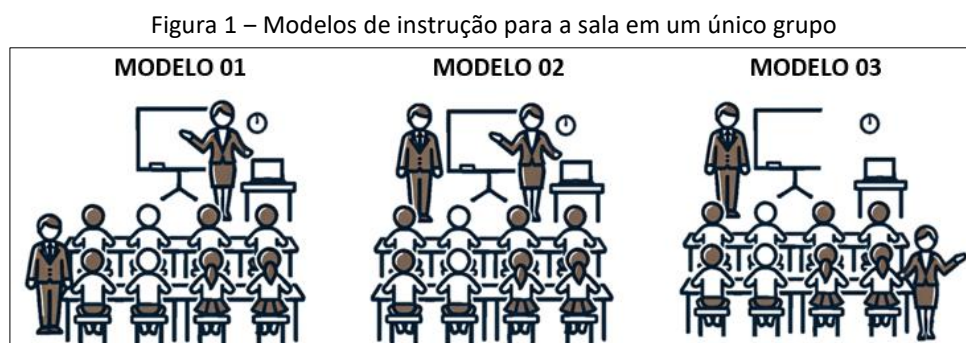 Figura 1 – Modelos de instrução para a sala em um único grupo
MODELO 01 MODELO 02 MODELO 03